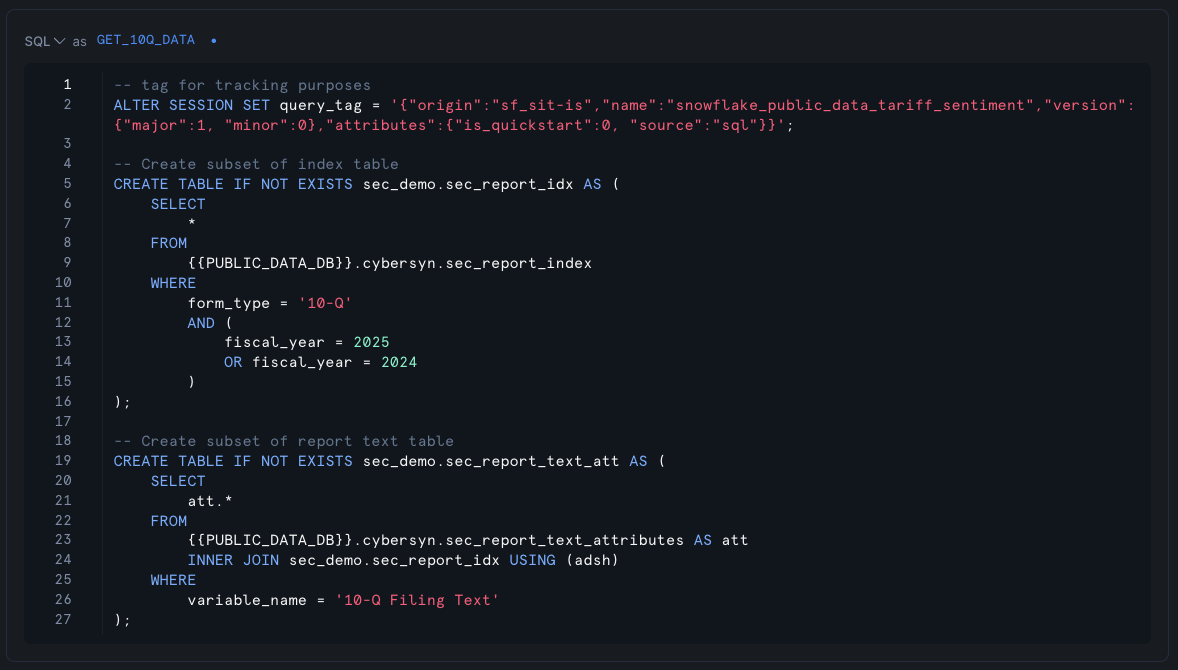 SQL as GET_10Q_DATA
1 -- tag for tracking purposes
2 ALTER SESSION SET query_tag = '{"origin":"sf_sit-is","name":"snowflake_public_data_tariff_sentiment","version":
{"major":1, "minor":0},"attributes":{"is_quickstart":0, "source":"sql"}}';
3
4 -- Create subset of index table
5 CREATE TABLE IF NOT EXISTS sec_demo.sec_report_idx AS (
6 SELECT
7 *
8 FROM
9 {{PUBLIC_DATA_DB}}.cybersyn.sec_report_index
10 WHERE
11 form_type = '10-Q'
12 AND (
13 fiscal_year = 2025
14 OR fiscal_year = 2024
15 )
16 );
17
18 -- Create subset of report text table
19 CREATE TABLE IF NOT EXISTS sec_demo.sec_report_text_att AS (
20 SELECT
21 att.*
22 FROM
23 {{PUBLIC_DATA_DB}}.cybersyn.sec_report_text_attributes AS att
24 INNER JOIN sec_demo.sec_report_idx USING (adsh)
25 WHERE
26 variable_name = '10-Q Filing Text'
27 );